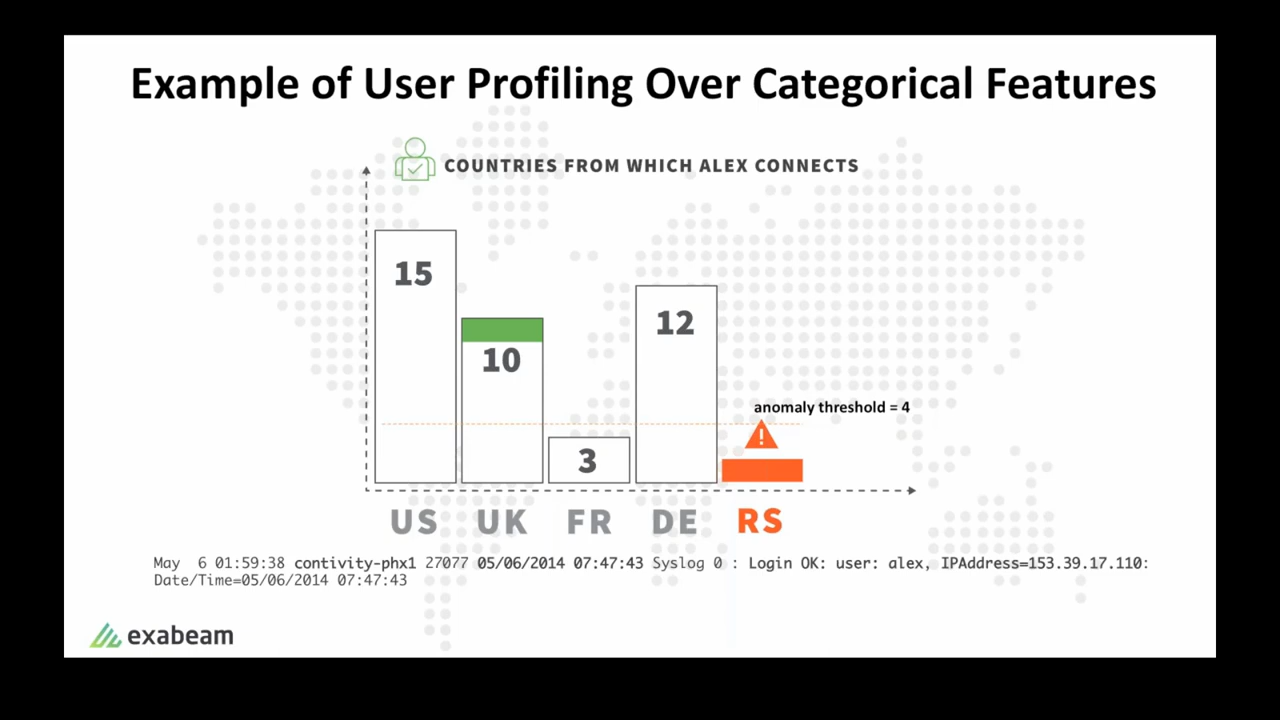 Example of User Profiling Over Categorical Features
COUNTRIES FROM WHICH ALEX CONNECTS
15
10
3
12
anomaly threshold = 4
!
US UK FR DE RS
May  6 01:59:38 contivity-phx1 27077 05/06/2014 07:47:43 Syslog 0 : Login OK: user: alex, IPAddress=153.39.17.110:
Date/Time=05/06/2014 07:47:43
exabeam